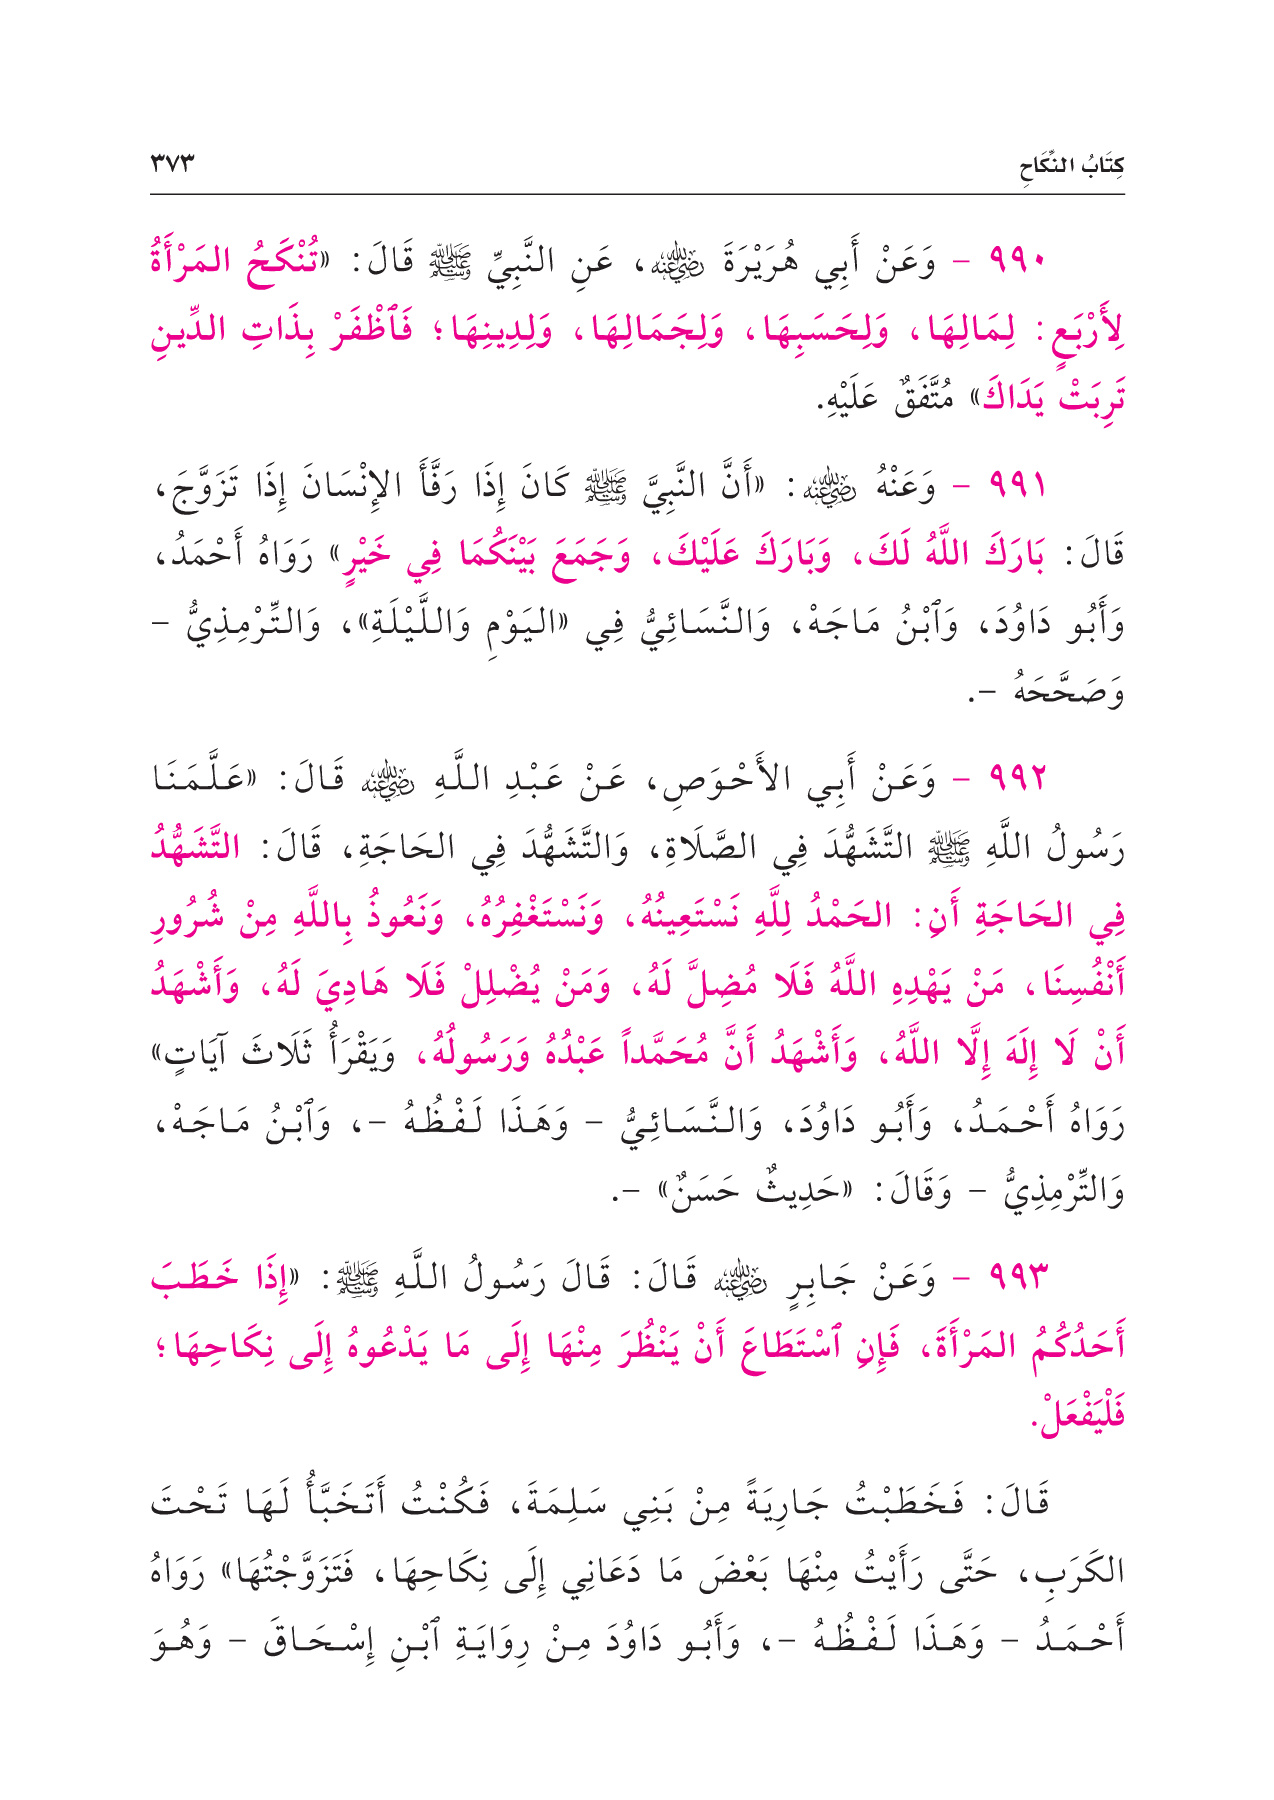 كِتَابُ النِّكَاحِ ٣٧٣
٩٩٠ – وَعَنْ أَبِي هُرَيْرَةَ رضي الله عنه، عَنِ النَّبِيِّ ﷺ قَالَ: «تُنْكَحُ المَرْأَةُ
لِأَرْبَعٍ: لِمَالِهَا، وَلِحَسَبِهَا، وَلِجَمَالِهَا، وَلِدِينِهَا؛ فَٱظْفَرْ بِذَاتِ الدِّينِ
تَرِبَتْ يَدَاكَ» مُتَّفَقٌ عَلَيْهِ.
٩٩١ – وَعَنْهُ رضي الله عنه: «أَنَّ النَّبِيَّ ﷺ كَانَ إِذَا رَفَّأَ الإِنْسَانَ إِذَا تَزَوَّجَ،
قَالَ: بَارَكَ اللَّهُ لَكَ، وَبَارَكَ عَلَيْكَ، وَجَمَعَ بَيْنَكُمَا فِي خَيْرٍ» رَوَاهُ أَحْمَدُ،
وَأَبُو دَاوُدَ، وَٱبْنُ مَاجَهْ، وَالنَّسَائِيُّ فِي «اليَوْمِ وَاللَّيْلَةِ»، وَالتِّرْمِذِيُّ –
وَصَحَّحَهُ –.
٩٩٢ – وَعَنْ أَبِي الأَحْوَصِ، عَنْ عَبْدِ اللَّهِ رضي الله عنه قَالَ: «عَلَّمَنَا
رَسُولُ اللَّهِ ﷺ التَّشَهُّدَ فِي الصَّلَاةِ، وَالتَّشَهُّدَ فِي الحَاجَةِ، قَالَ: التَّشَهُّدُ
فِي الحَاجَةِ أَنِ: الحَمْدُ لِلَّهِ نَسْتَعِينُهُ، وَنَسْتَغْفِرُهُ، وَنَعُوذُ بِاللَّهِ مِنْ شُرُورِ
أَنْفُسِنَا، مَنْ يَهْدِهِ اللَّهُ فَلَا مُضِلَّ لَهُ، وَمَنْ يُضْلِلْ فَلَا هَادِيَ لَهُ، وَأَشْهَدُ
أَنْ لَا إِلَهَ إِلَّا اللَّهُ، وَأَشْهَدُ أَنَّ مُحَمَّداً عَبْدُهُ وَرَسُولُهُ، وَيَقْرَأُ ثَلَاثَ آيَاتٍ»
رَوَاهُ أَحْمَدُ، وَأَبُو دَاوُدَ، وَالنَّسَائِيُّ – وَهَذَا لَفْظُهُ –، وَٱبْنُ مَاجَهْ،
وَالتِّرْمِذِيُّ – وَقَالَ: «حَدِيثٌ حَسَنٌ» –.
٩٩٣ – وَعَنْ جَابِرٍ رضي الله عنه قَالَ: قَالَ رَسُولُ اللَّهِ ﷺ: «إِذَا خَطَبَ
أَحَدُكُمُ المَرْأَةَ، فَإِنِ ٱسْتَطَاعَ أَنْ يَنْظُرَ مِنْهَا إِلَى مَا يَدْعُوهُ إِلَى نِكَاحِهَا؛
فَلْيَفْعَلْ.
قَالَ: فَخَطَبْتُ جَارِيَةً مِنْ بَنِي سَلِمَةَ، فَكُنْتُ أَتَخَبَّأُ لَهَا تَحْتَ
الكَرَبِ، حَتَّى رَأَيْتُ مِنْهَا بَعْضَ مَا دَعَانِي إِلَى نِكَاحِهَا، فَتَزَوَّجْتُهَا» رَوَاهُ
أَحْمَدُ – وَهَذَا لَفْظُهُ –، وَأَبُو دَاوُدَ مِنْ رِوَايَةِ ٱبْنِ إِسْحَاقَ – وَهُوَ